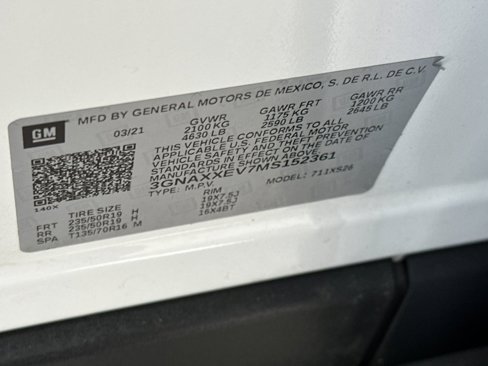 MFD BY GENERAL MOTORS DE MEXICO, S. DE R.L. DE C.V.
GM
03/21 GVWR GAWR FRT GAWR RR
2100 KG 1175 KG 1200 KG
4630 LB 2590 LB 2645 LB
THIS VEHICLE CONFORMS TO ALL
APPLICABLE U.S. FEDERAL MOTOR
VEHICLE SAFETY AND THEFT PREVENTION
STANDARDS IN EFFECT ON THE DATE OF
MANUFACTURE SHOWN ABOVE.
3GNAXXEV7MS152361
140X TYPE: M.P.V. MODEL: 711XS26
TIRE SIZE RIM
FRT 235/50R19 H 19X7.5J
RR 235/50R19 H 19X7.5J
SPA T135/70R16 M 16X4BT